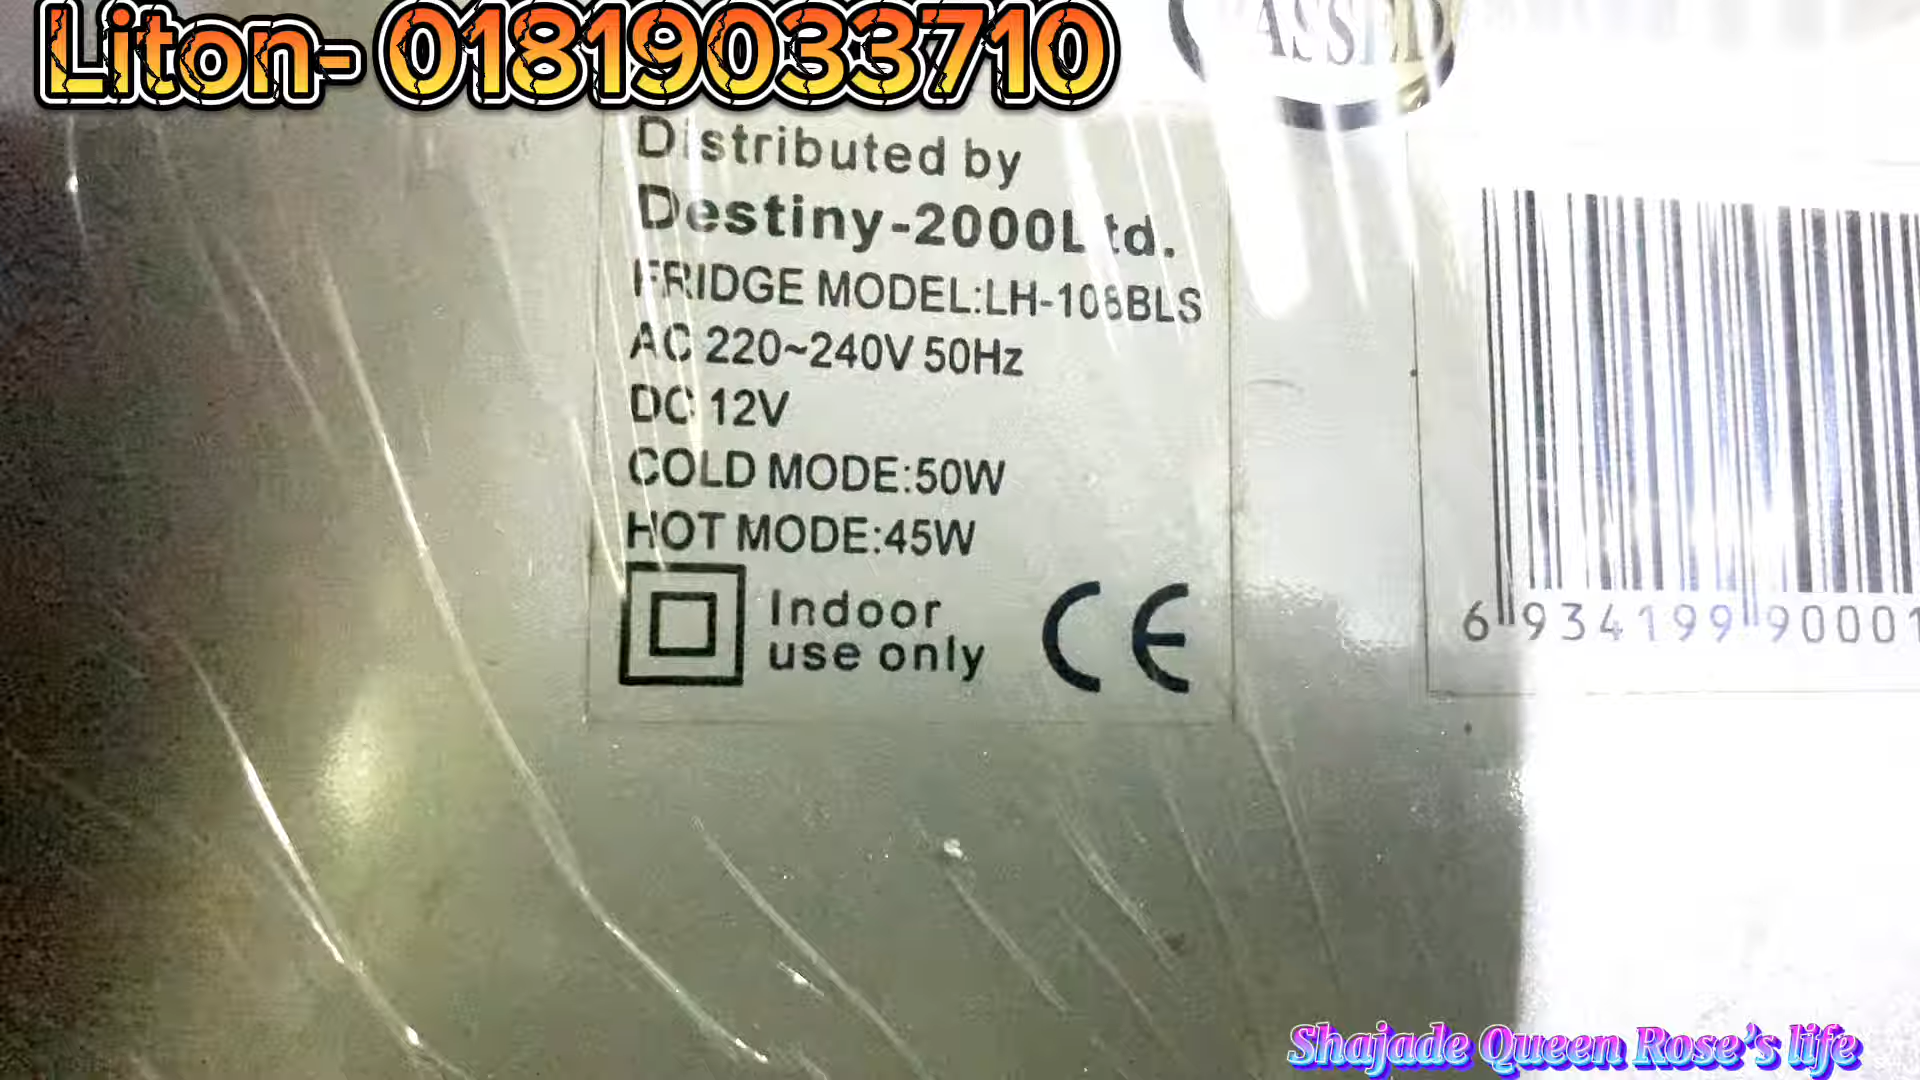 Liton- 01819033710
Distributed by
Destiny-2000Ltd.
FRIDGE MODEL:LH-108BLS
AC 220~240V 50Hz
DC 12V
COLD MODE:50W
HOT MODE:45W
Indoor
use only
CE
6 934199 90001
Shajade Queen Rose's life